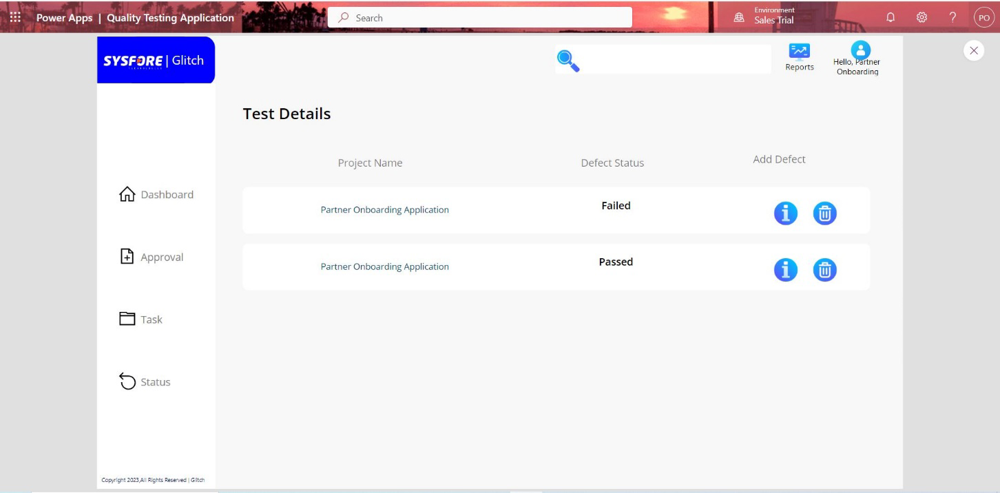 Power Apps | Quality Testing Application
Search
Environment
Sales Trial
?
PO
SYSFORE | Glitch
Reports
Hello, Partner
Onboarding
Test Details
Project Name
Defect Status
Add Defect
Partner Onboarding Application
Failed
Partner Onboarding Application
Passed
Dashboard
Approval
Task
Status
Copyright 2023,All Rights Reserved | Glitch